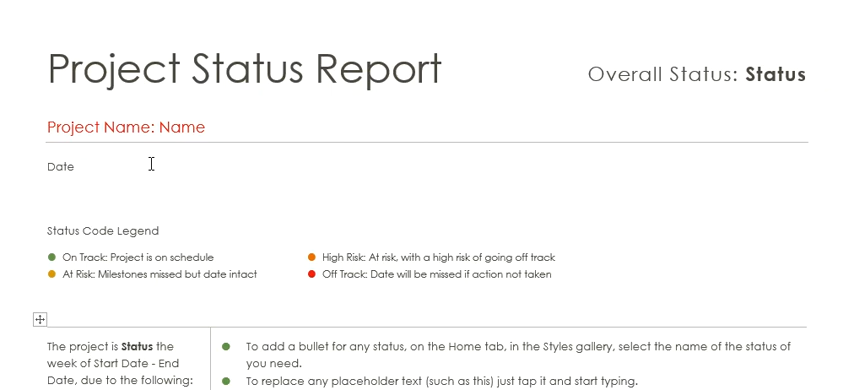 Project Status Report
Overall Status: Status
Project Name: Name
Date
Status Code Legend
On Track: Project is on schedule
High Risk: At risk, with a high risk of going off track
At Risk: Milestones missed but date intact
Off Track: Date will be missed if action not taken
The project is Status the
week of Start Date - End
Date, due to the following:
To add a bullet for any status, on the Home tab, in the Styles gallery, select the name of the status of
you need.
To replace any placeholder text (such as this) just tap it and start typing.